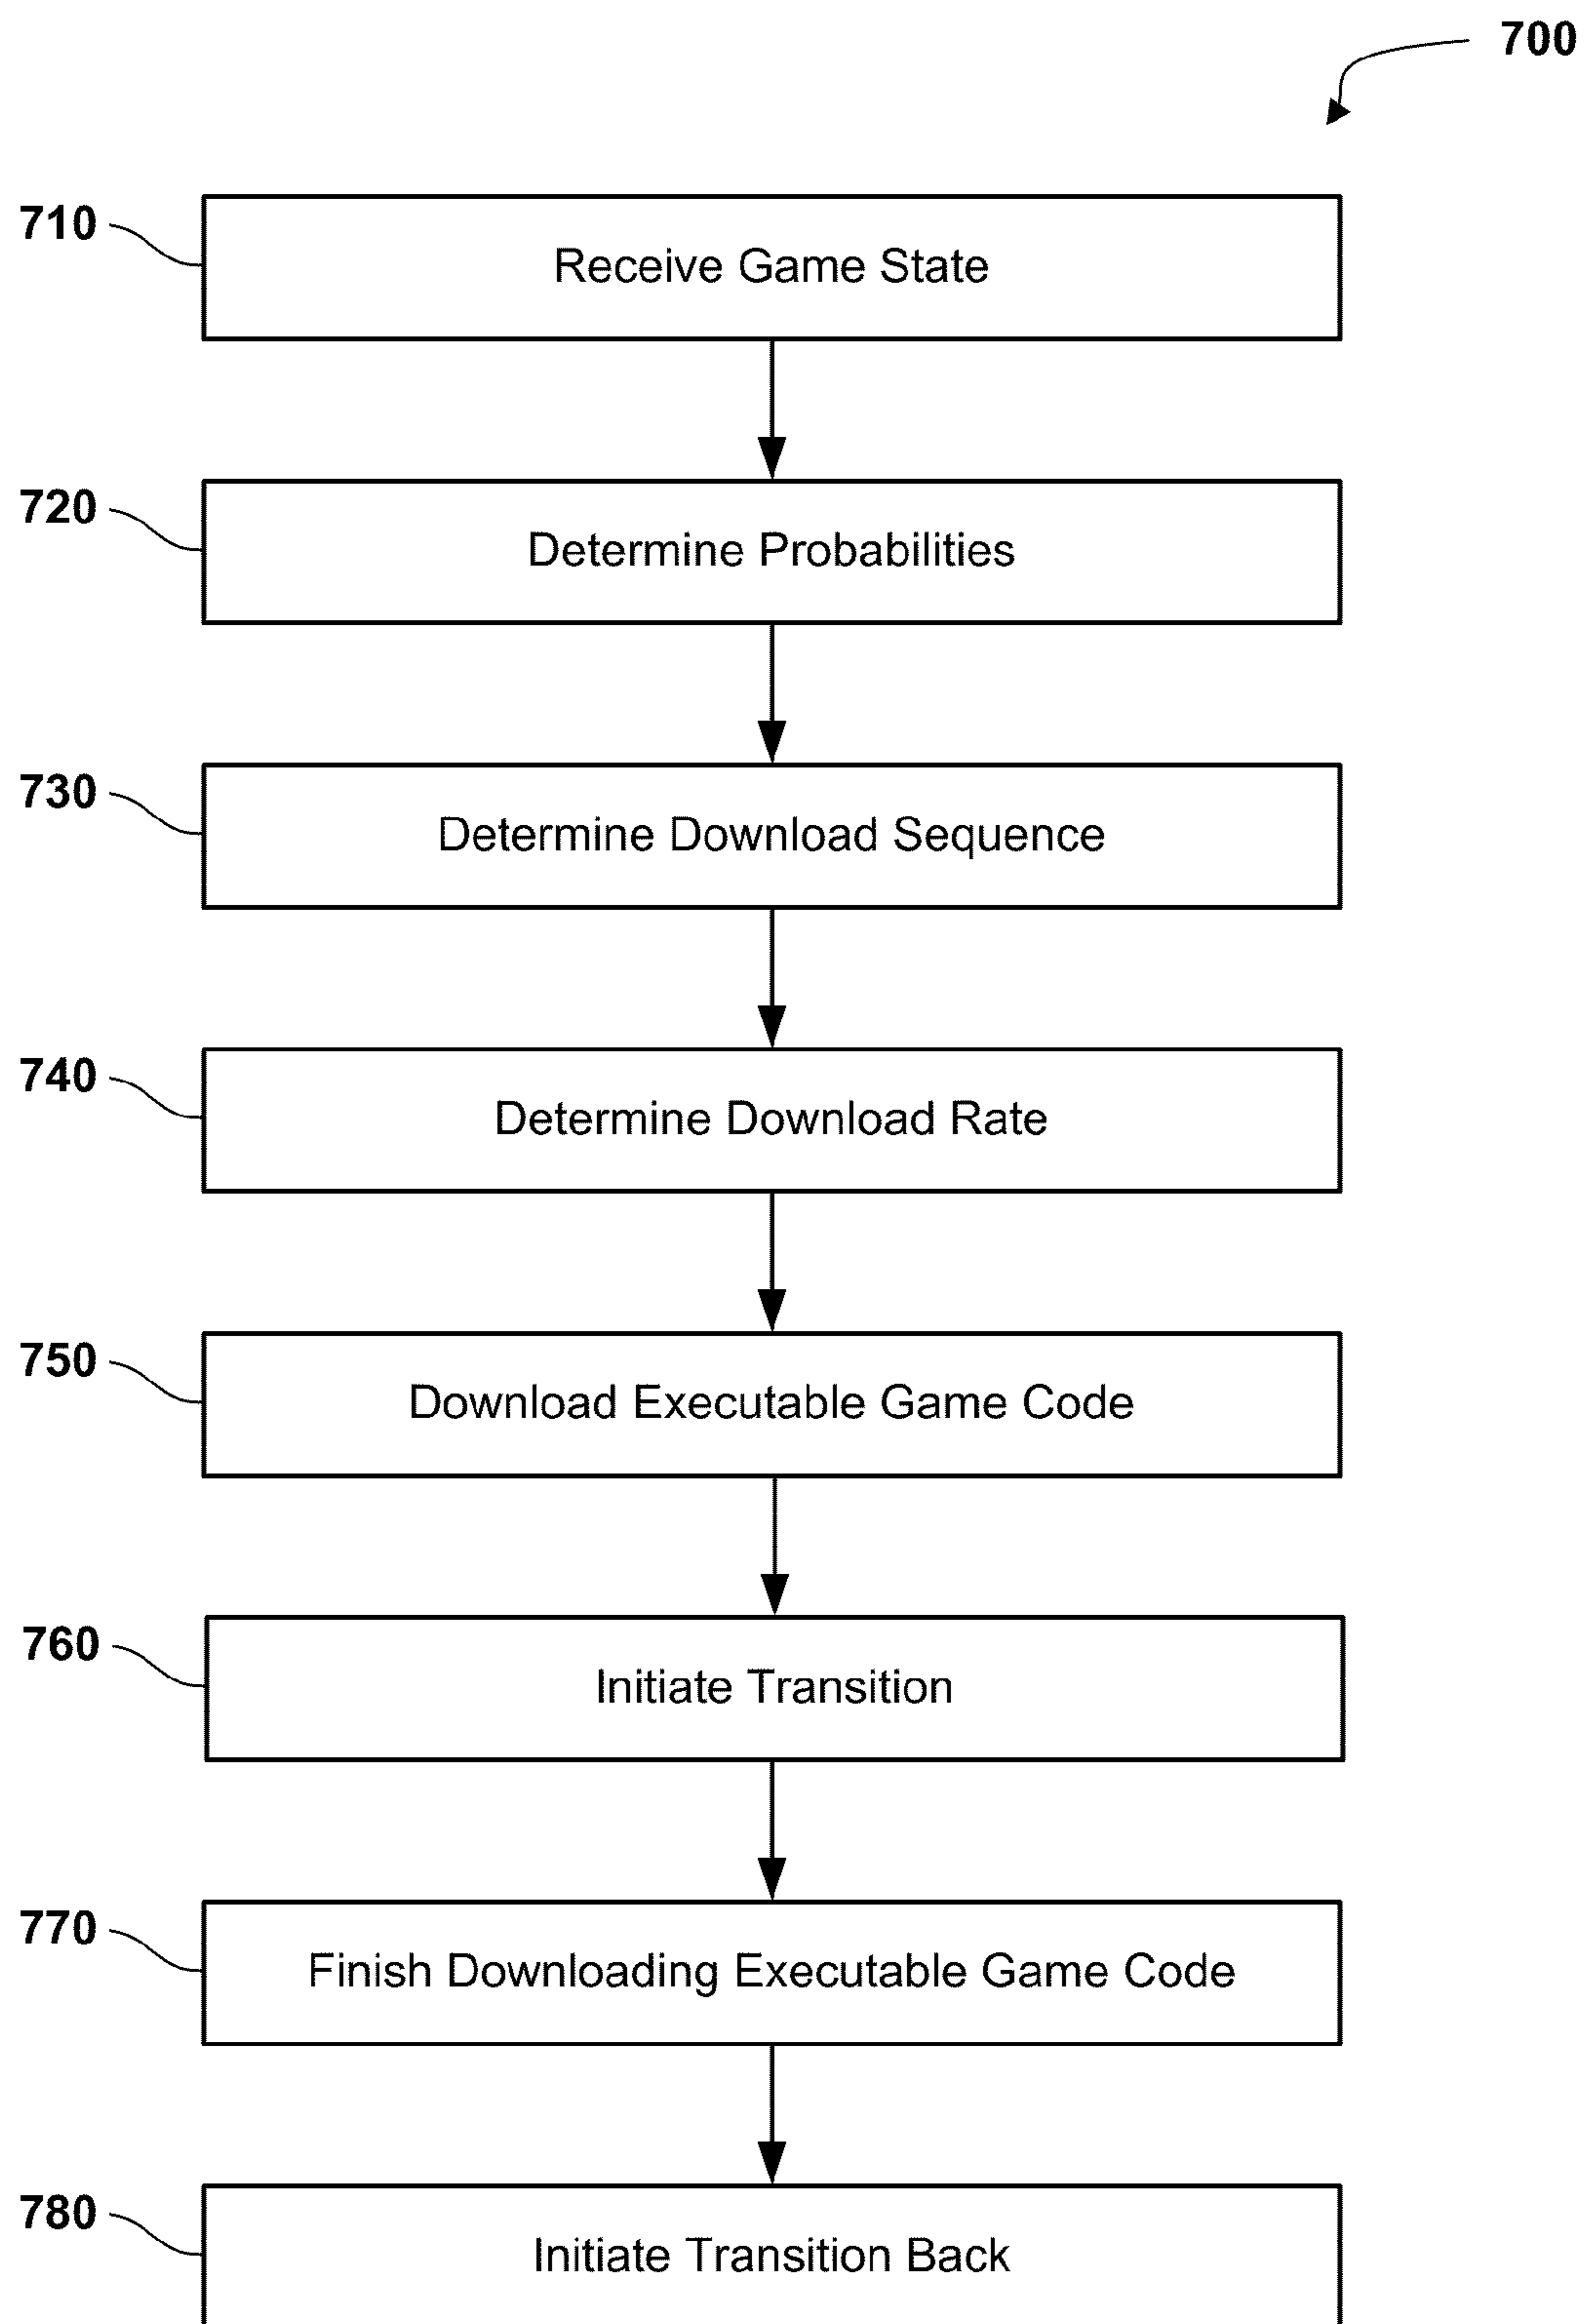 700
710
Receive Game State
720
Determine Probabilities
730
Determine Download Sequence
740
Determine Download Rate
750
Download Executable Game Code
760
Initiate Transition
770
Finish Downloading Executable Game Code
780
Initiate Transition Back